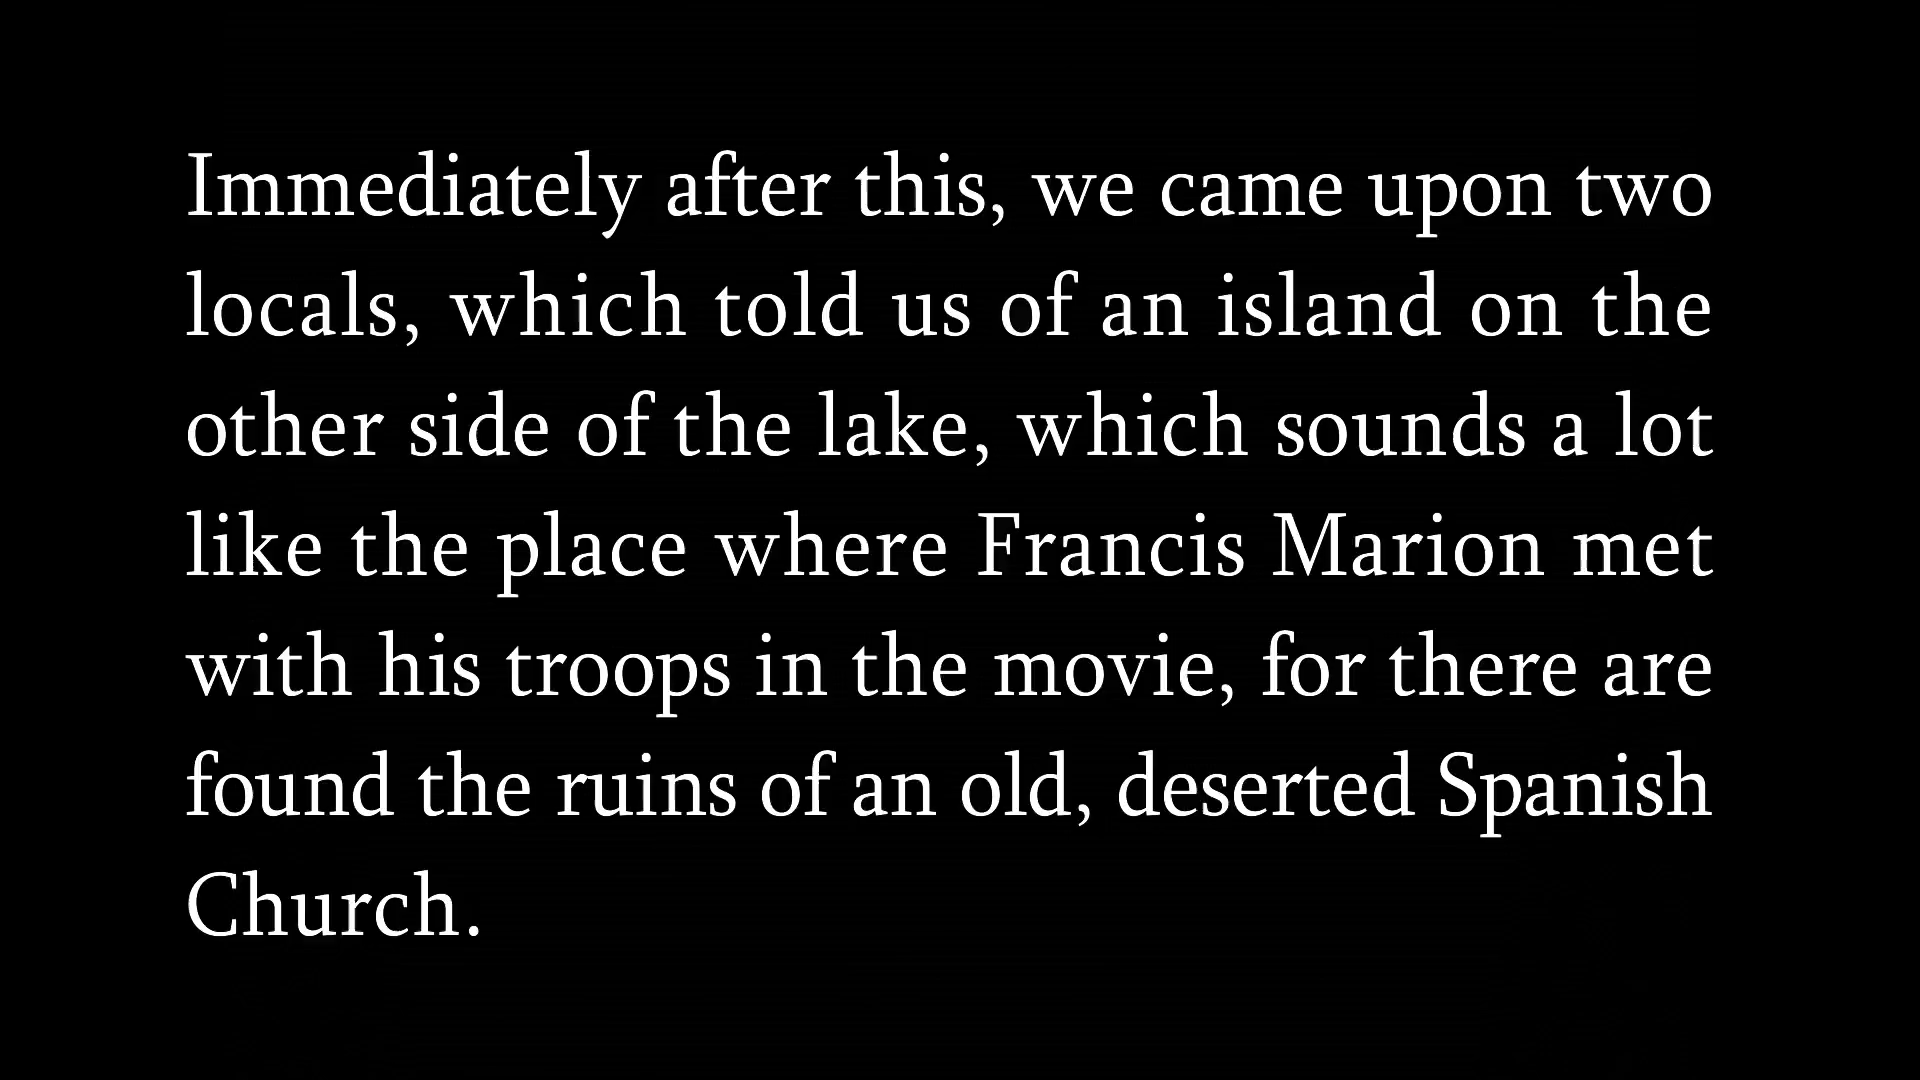 Immediately after this, we came upon two
locals, which told us of an island on the
other side of the lake, which sounds a lot
like the place where Francis Marion met
with his troops in the movie, for there are
found the ruins of an old, deserted Spanish
Church.